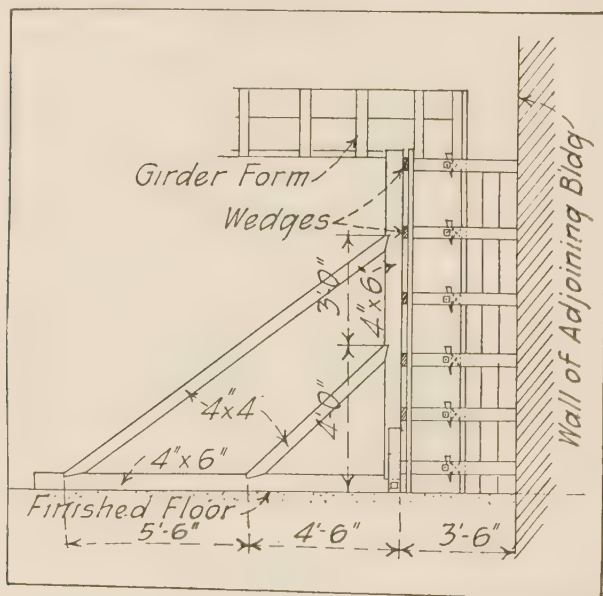 Girder Form
Wedges
3'-0"
4"x6"
4"x4"
4'-0"
4"x6"
Finished Floor
5'-6"
4'-6"
3'-6"
Wall of Adjoining Bldg'